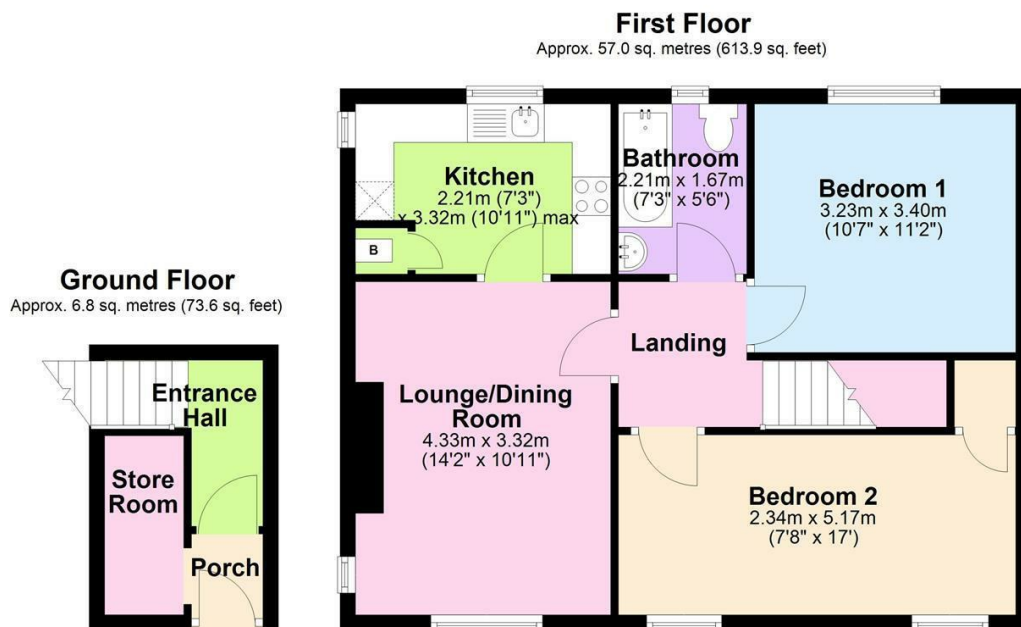 First Floor
Approx. 57.0 sq. metres (613.9 sq. feet)
Kitchen
2.21m (7'3")
x 3.32m (10'11") max
B
Bathroom
2.21m x 1.67m
(7'3" x 5'6")
Bedroom 1
3.23m x 3.40m
(10'7" x 11'2")
Ground Floor
Approx. 6.8 sq. metres (73.6 sq. feet)
Entrance
Hall
Store
Room
Porch
Lounge/Dining
Room
4.33m x 3.32m
(14'2" x 10'11")
Landing
Bedroom 2
2.34m x 5.17m
(7'8" x 17')